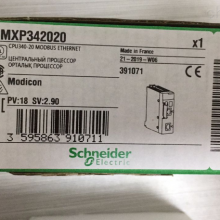 MXP342020
x1
CPU340-20 MODBUS ETHERNET
ЦЕНТРАЛЬНЫЙ ПРОЦЕССОР
Made in France
21-2019-W06
391071
Modicon
PV:18 SV:2.90
3 595863 910711
Schneider
Electric